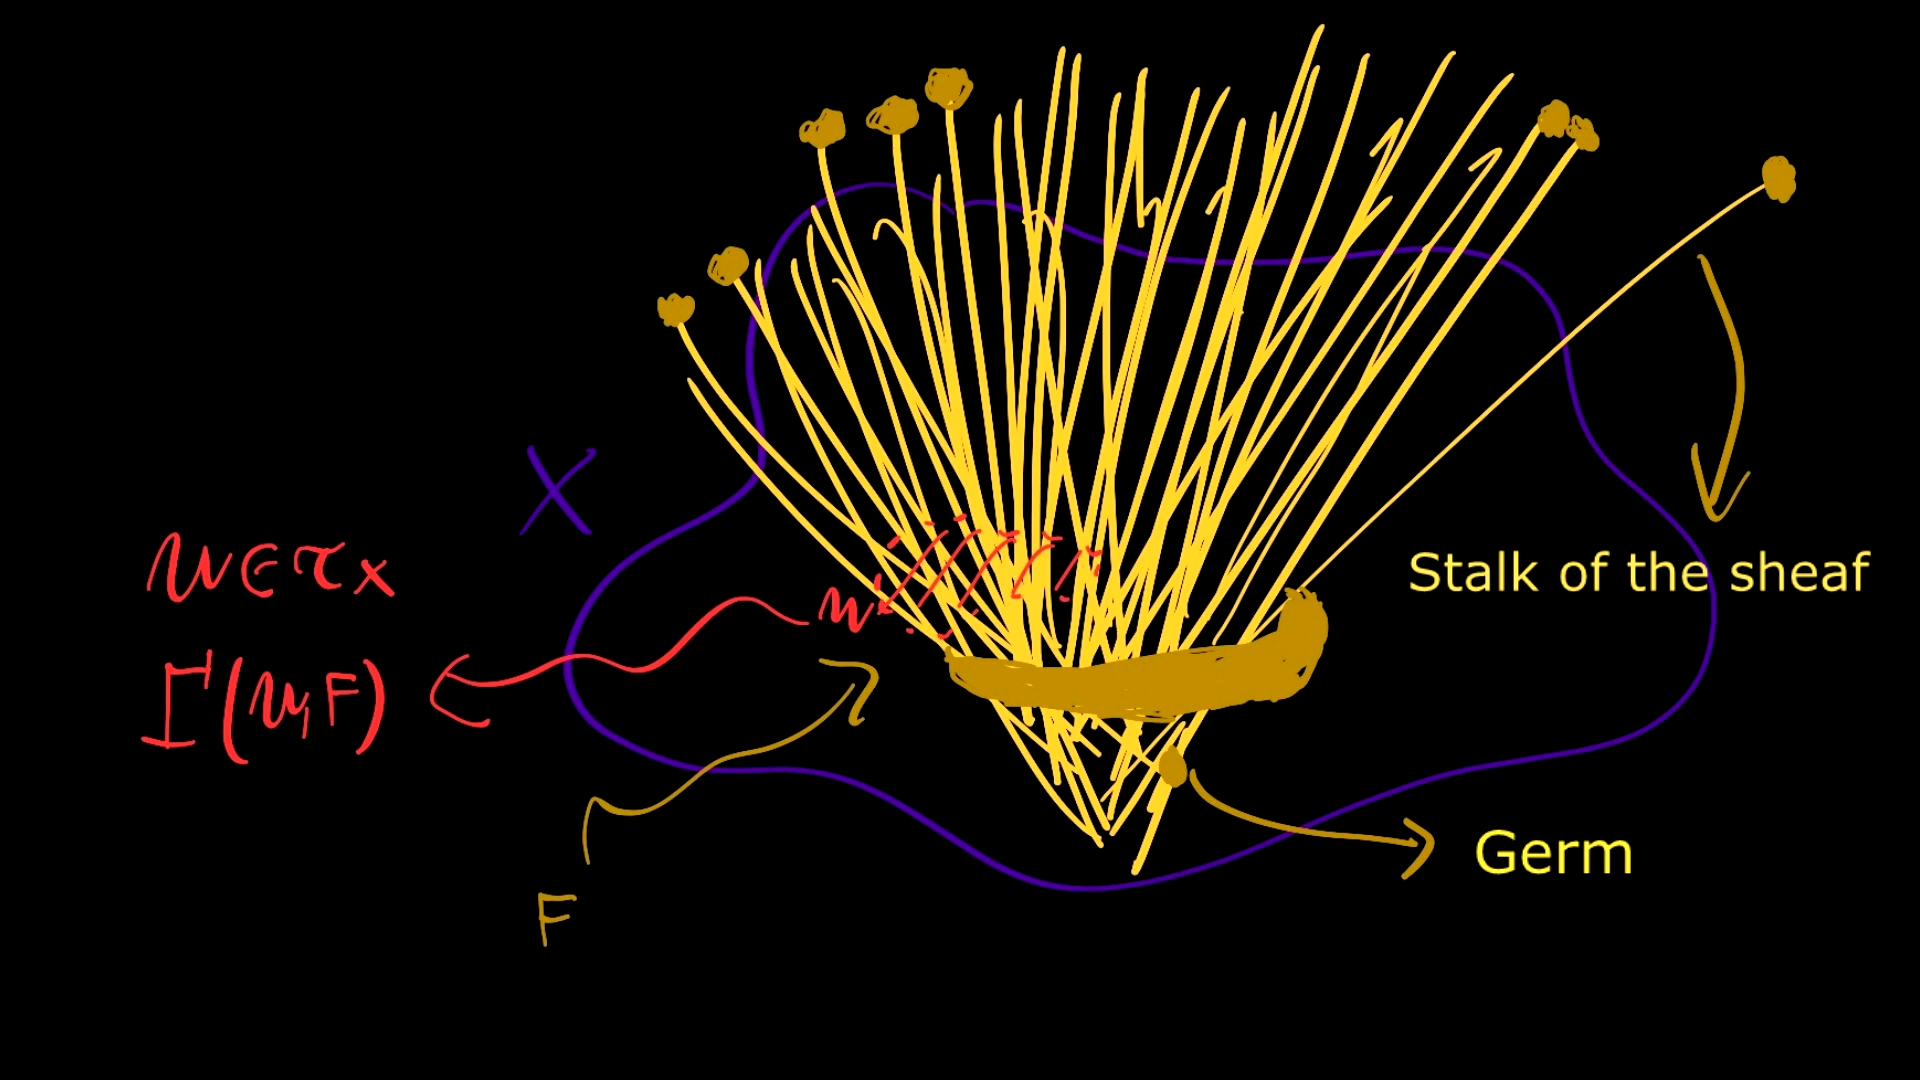 X
U ∈ τx
Γ(U, F)
U
Stalk of the sheaf
Germ
F